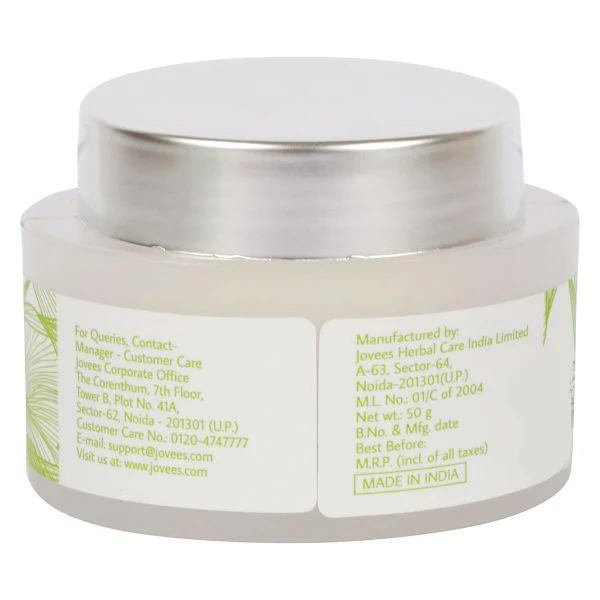 For Queries, Contact-
Manager - Customer Care
Jovees Corporate Office
The Corenthum, 7th Floor,
Tower B, Plot No. 41A,
Sector-62, Noida - 201301 (U.P.)
Customer Care No.: 0120-4747777
E-mail: support@jovees.com
Visit us at: www.jovees.com
Manufactured by:
Jovees Herbal Care India Limited
A-63, Sector-64,
Noida-201301(U.P.)
M.L. No.: 01/C of 2004
Net wt.: 50 g
B.No. & Mfg. date
Best Before:
M.R.P. (incl. of all taxes)
MADE IN INDIA